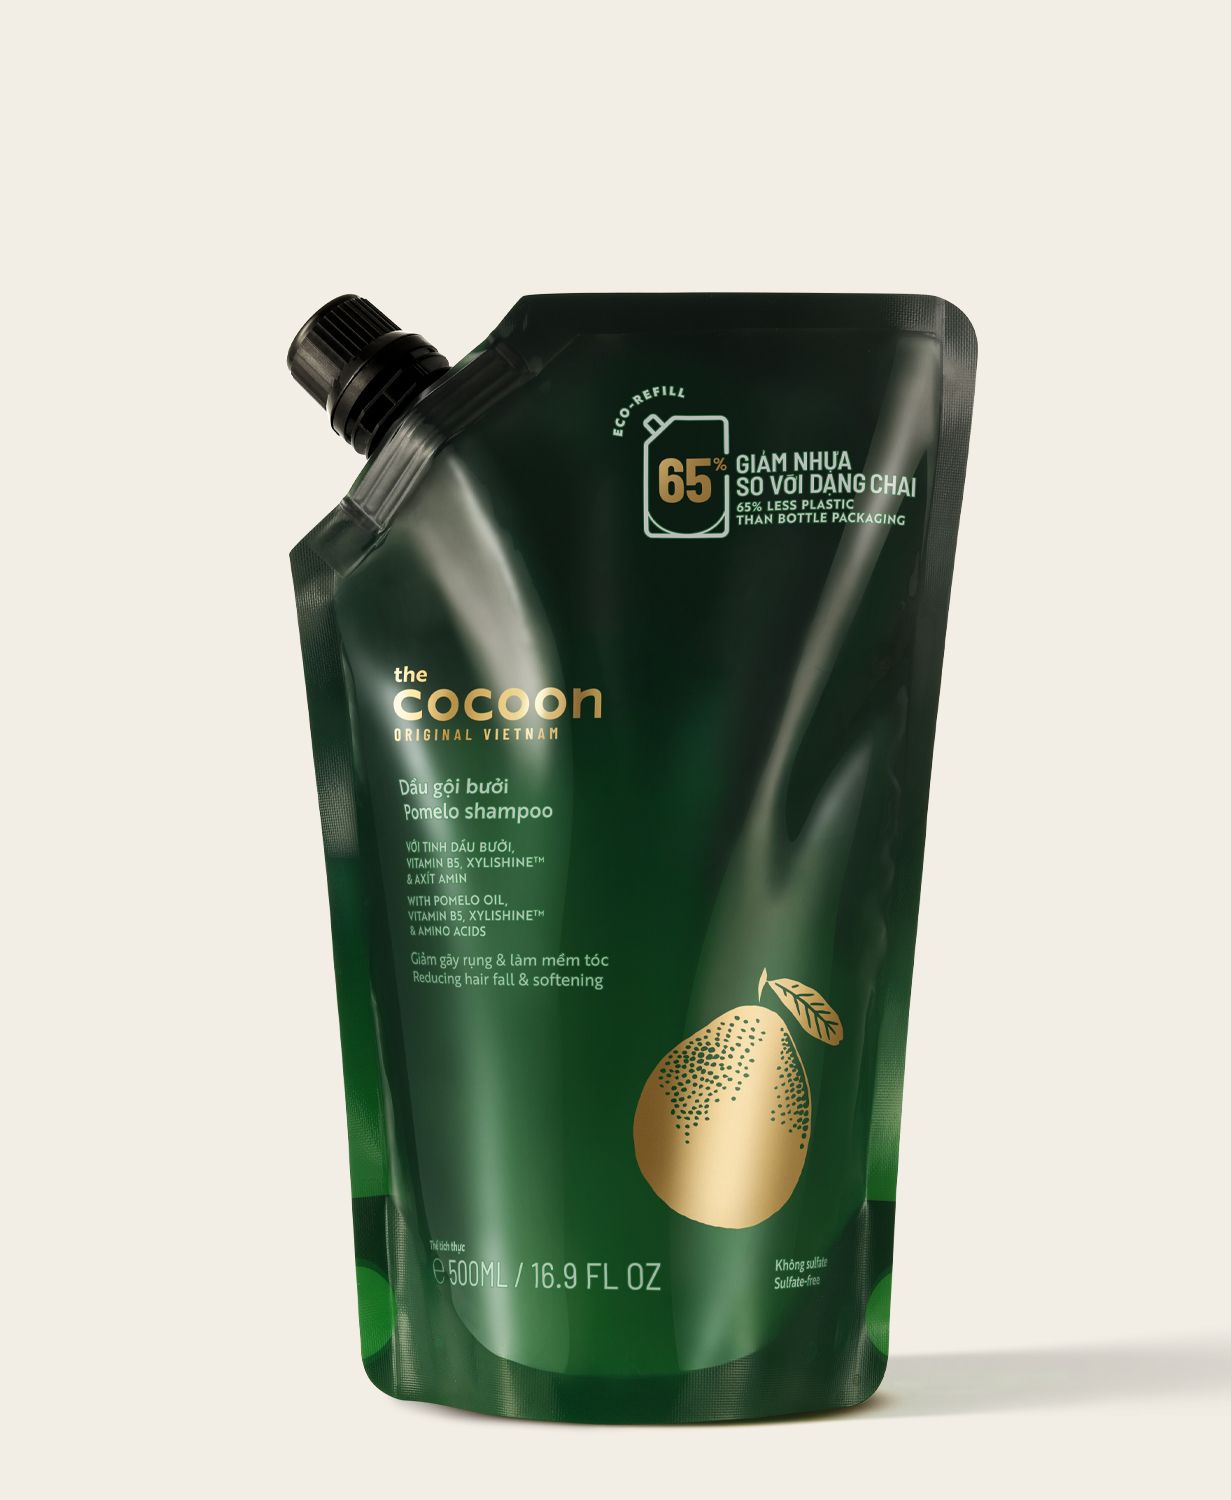 ECO-REFILL
65%
GIẢM NHỰA
SO VỚI DẠNG CHAI
65% LESS PLASTIC
THAN BOTTLE PACKAGING
the
cocoon
ORIGINAL VIETNAM
Dầu gội bưởi
Pomelo shampoo
VỚI TINH DẦU BƯỞI,
VITAMIN B5, XYLISHINE™
& AXÍT AMIN
WITH POMELO OIL,
VITAMIN B5, XYLISHINE™
& AMINO ACIDS
Giảm gãy rụng & làm mềm tóc
Reducing hair fall & softening
Thể tích thực
℮ 500ML / 16.9 FL OZ
Không sulfate
Sulfate-free